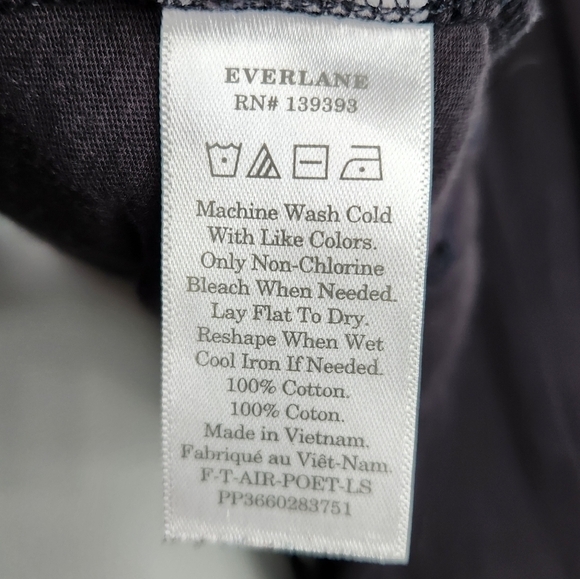 EVERLANE
RN# 139393
Machine Wash Cold
With Like Colors.
Only Non-Chlorine
Bleach When Needed.
Lay Flat To Dry.
Reshape When Wet
Cool Iron If Needed.
100% Cotton.
100% Coton.
Made in Vietnam.
Fabriqué au Viêt-Nam.
F-T-AIR-POET-LS
PP3660283751